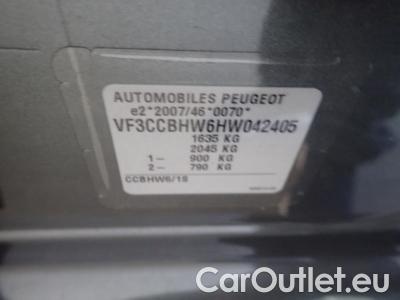 AUTOMOBILES PEUGEOT
e2*2007/46*0070*
VF3CCBHW6HW042405
1635 KG
2045 KG
1— 900 KG
2— 790 KG
CCBHW6/1S
CarOutlet.eu